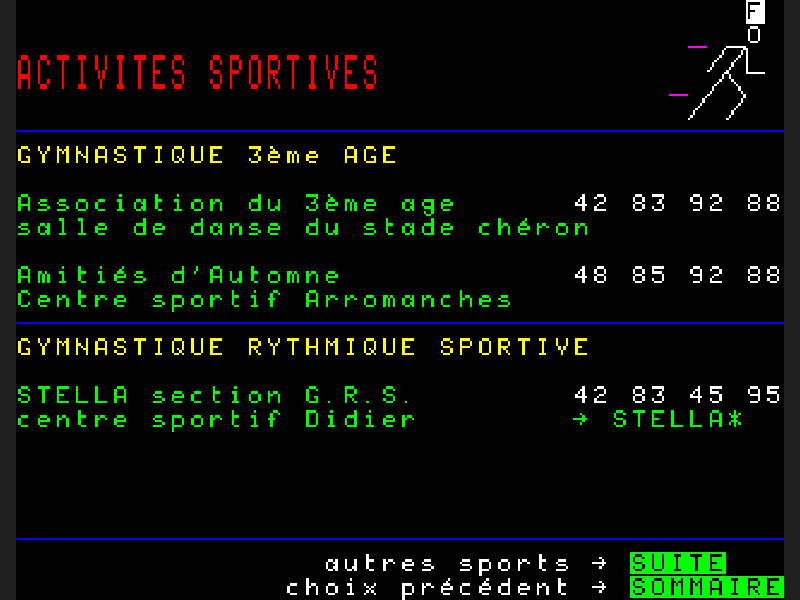 F
ACTIVITES SPORTIVES
GYMNASTIQUE 3ème AGE
Association du 3ème age 42 83 92 88
salle de danse du stade chéron
Amitiés d'Automne 48 85 92 88
Centre sportif Arromanches
GYMNASTIQUE RYTHMIQUE SPORTIVE
STELLA section G.R.S. 42 83 45 95
centre sportif Didier → STELLA*
autres sports → SUITE
choix précédent → SOMMAIRE